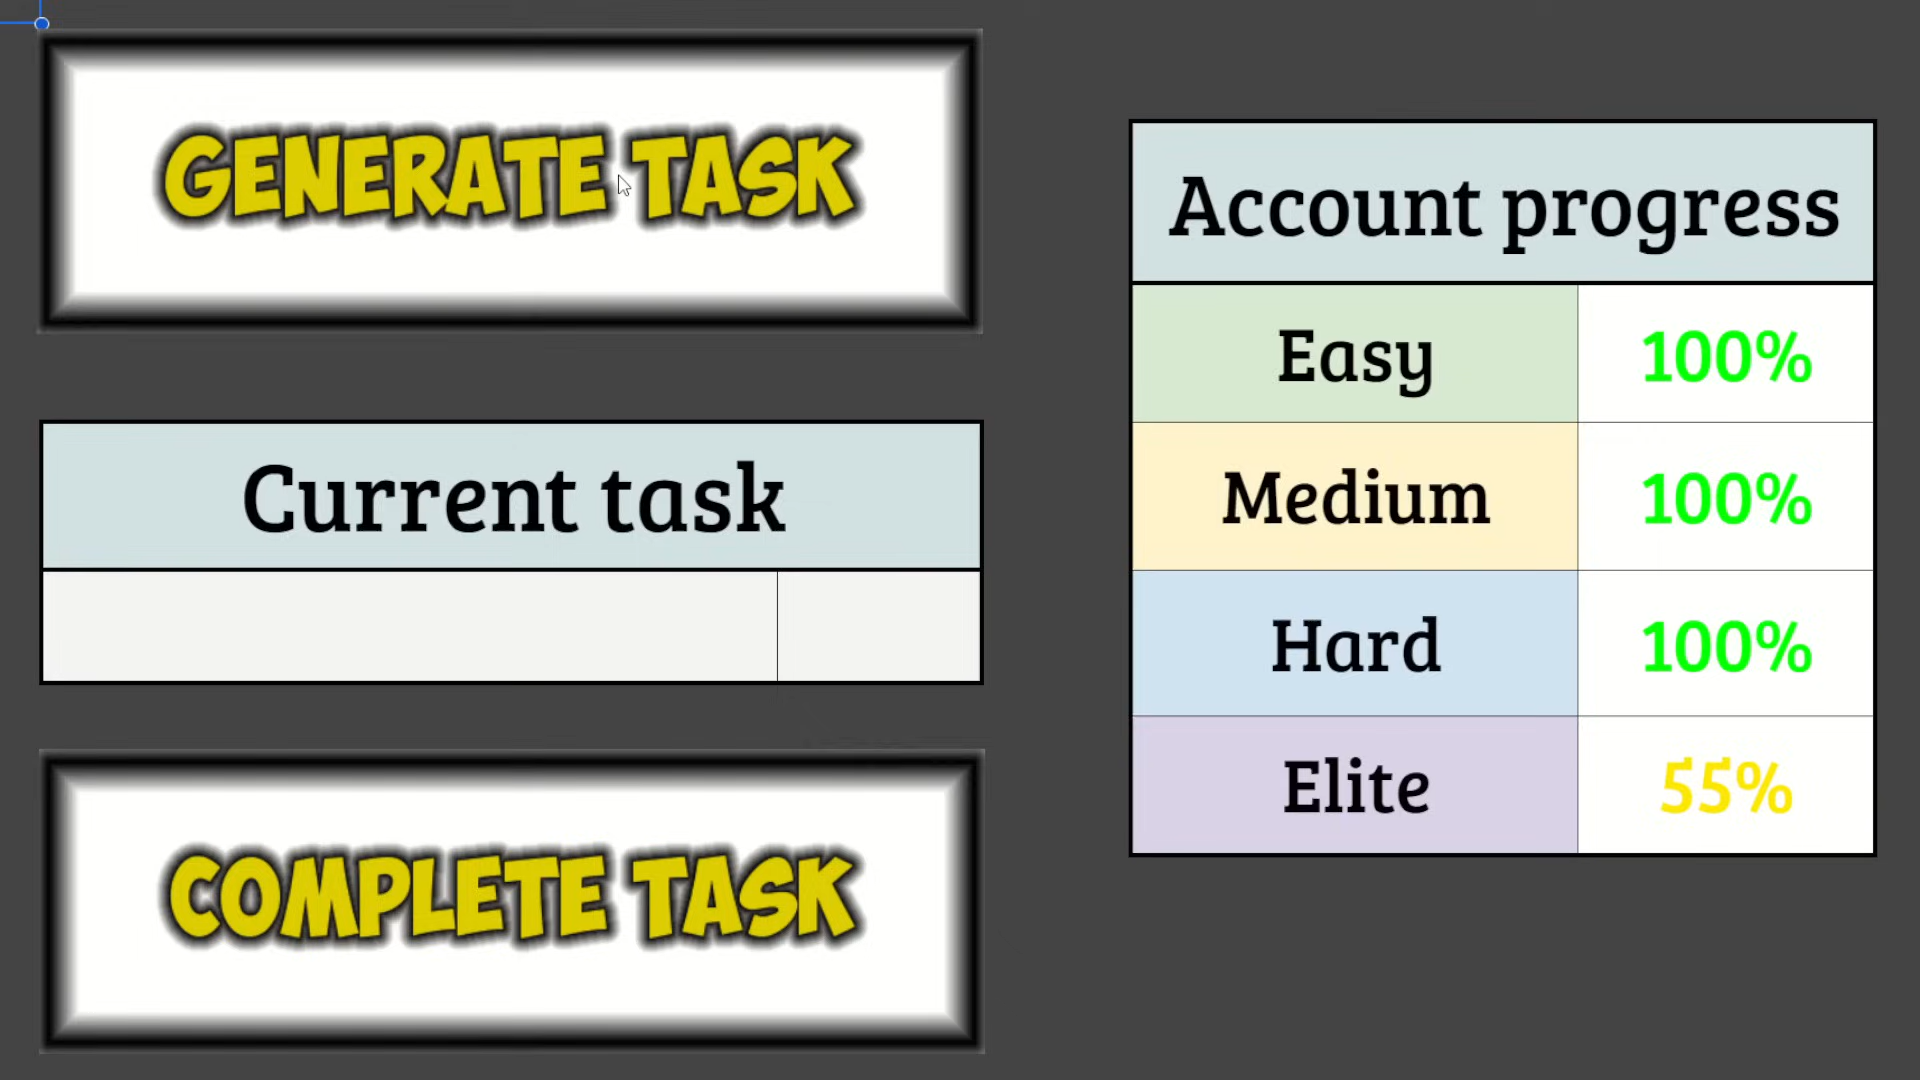 GENERATE TASK
Current task
COMPLETE TASK
Account progress
Easy 100%
Medium 100%
Hard 100%
Elite 55%